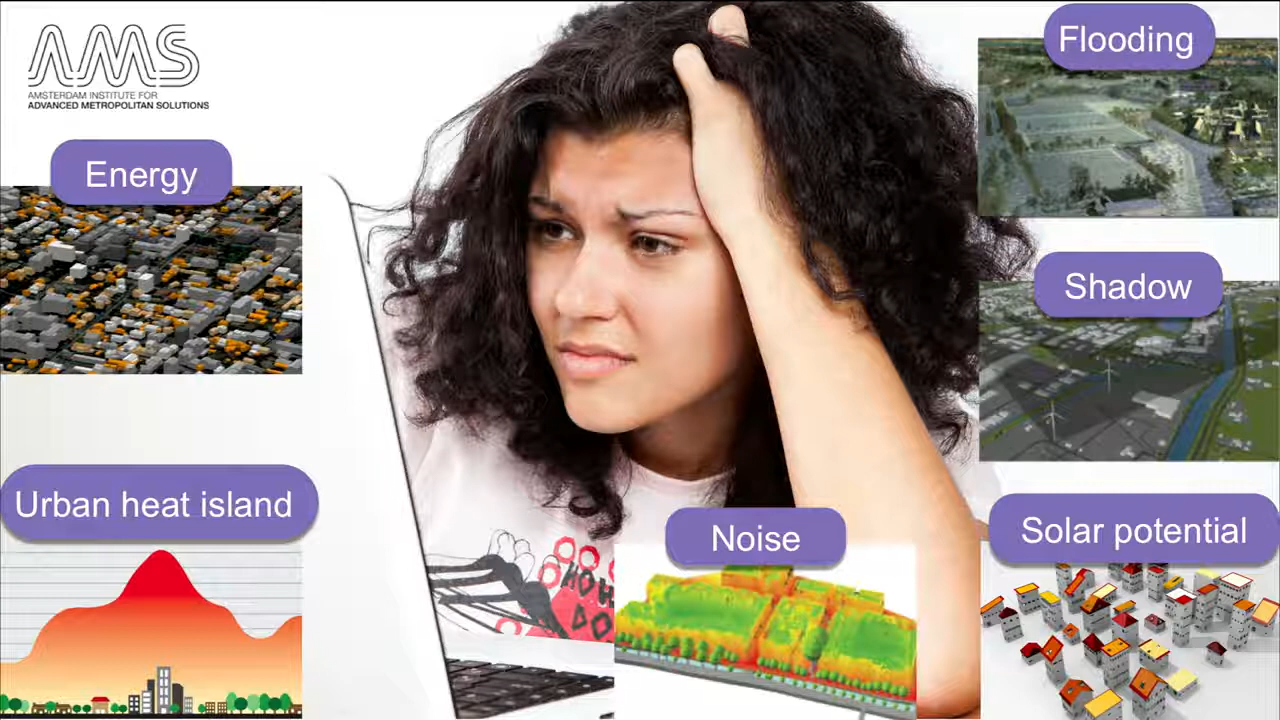 AMS
AMSTERDAM INSTITUTE FOR
ADVANCED METROPOLITAN SOLUTIONS
Flooding
Energy
Shadow
Urban heat island
Noise
Solar potential